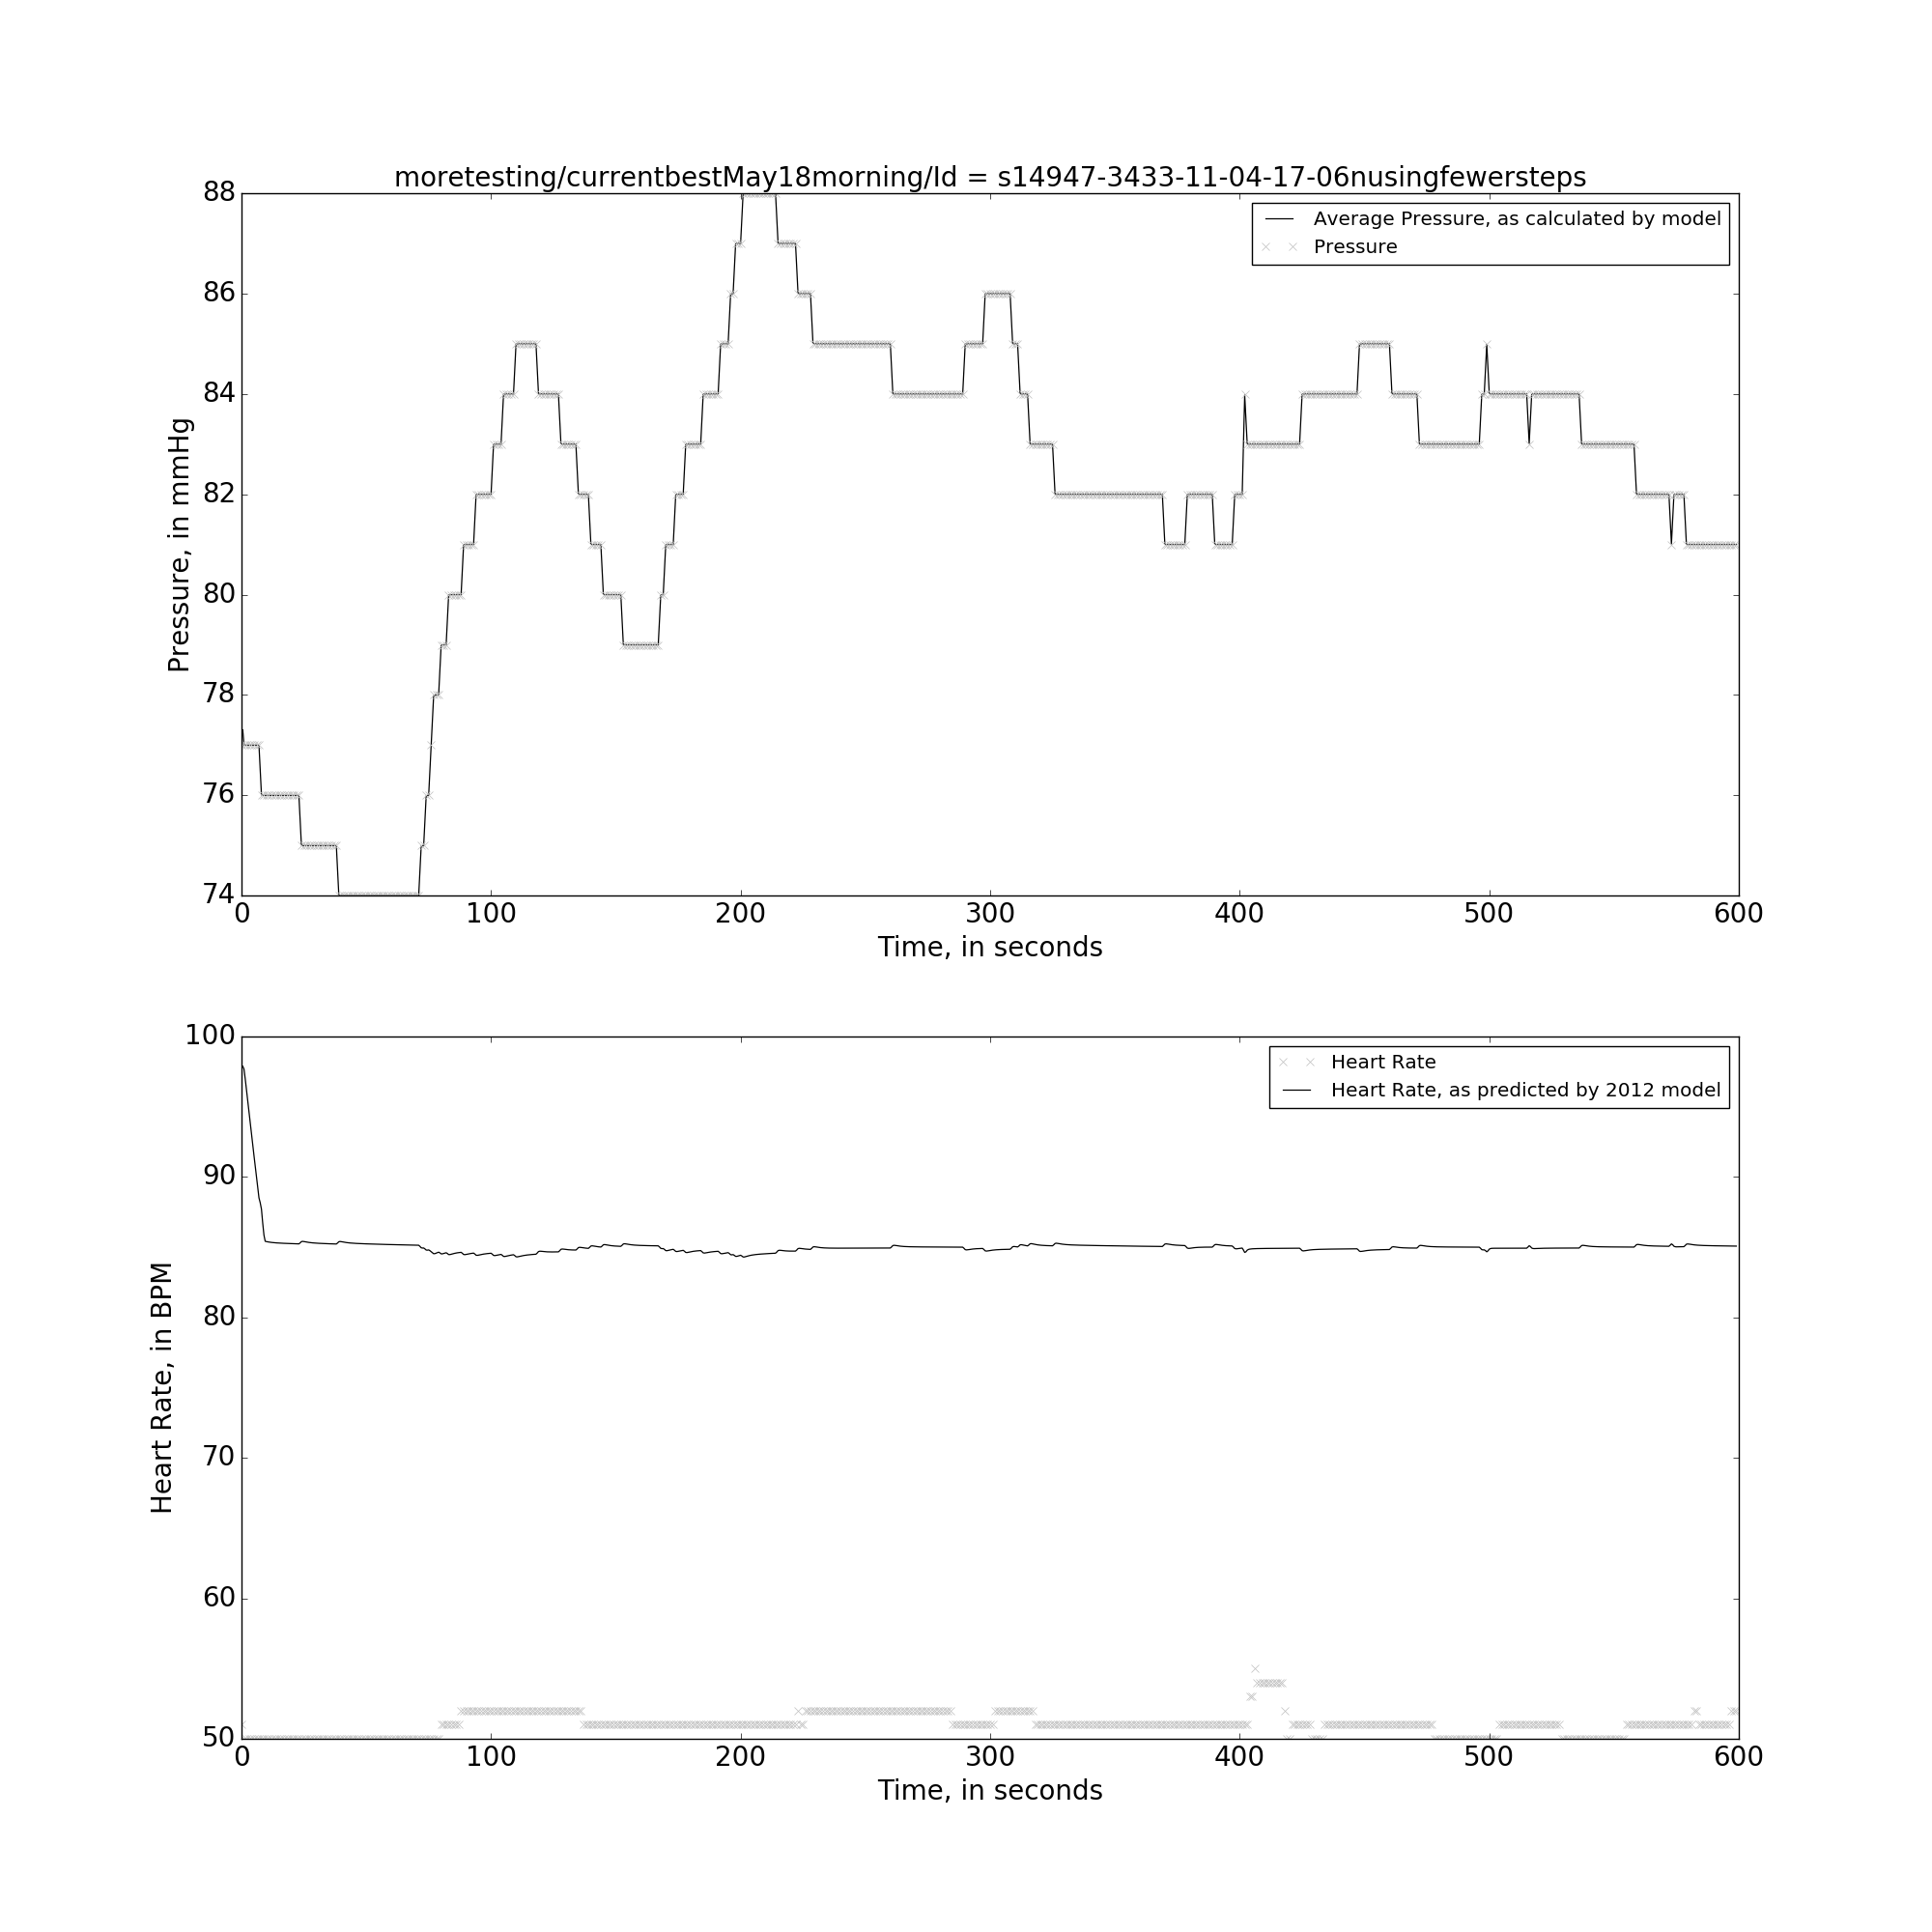 moretesting/currentbestMay18morning/Id = s14947-3433-11-04-17-06nusingfewersteps
88
86
84
82
80
78
76
74
Pressure, in mmHg
Average Pressure, as calculated by model
Pressure
0 100 200 300 400 500 600
Time, in seconds
100
90
80
70
60
50
Heart Rate, in BPM
Heart Rate
Heart Rate, as predicted by 2012 model
0 100 200 300 400 500 600
Time, in seconds